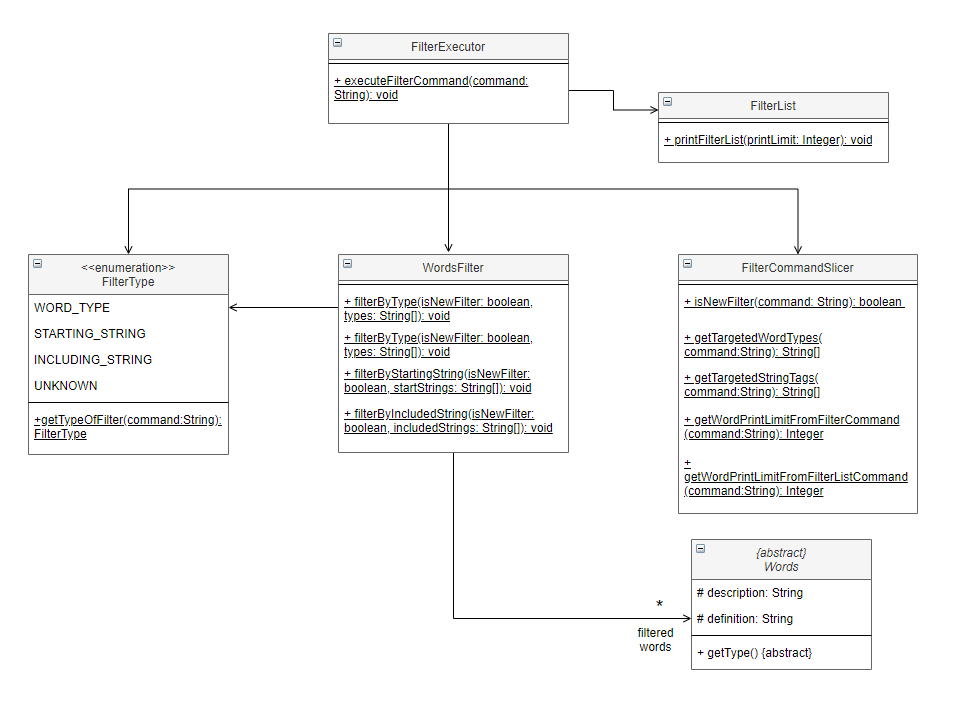 FilterExecutor
+ executeFilterCommand(command:
String): void
FilterList
+ printFilterList(printLimit: Integer): void
<<enumeration>>
FilterType
WORD_TYPE
STARTING_STRING
INCLUDING_STRING
UNKNOWN
+getTypeOfFilter(command:String):
FilterType
WordsFilter
+ filterByType(isNewFilter: boolean,
types: String[]): void
+ filterByType(isNewFilter: boolean,
types: String[]): void
+ filterByStartingString(isNewFilter:
boolean, startStrings: String[]): void
+ filterByIncludedString(isNewFilter:
boolean, includedStrings: String[]): void
FilterCommandSlicer
+ isNewFilter(command: String): boolean
+ getTargetedWordTypes(
command:String): String[]
+ getTargetedStringTags(
command:String): String[]
+ getWordPrintLimitFromFilterCommand
(command:String): Integer
+
getWordPrintLimitFromFilterListCommand
(command:String): Integer
*
filtered
words
{abstract}
Words
# description: String
# definition: String
+ getType() {abstract}